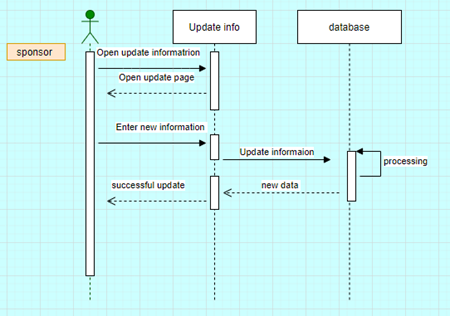 Update info
database
sponsor
Open update informatrion
Open update page
Enter new information
Update informaion
processing
successful update
new data